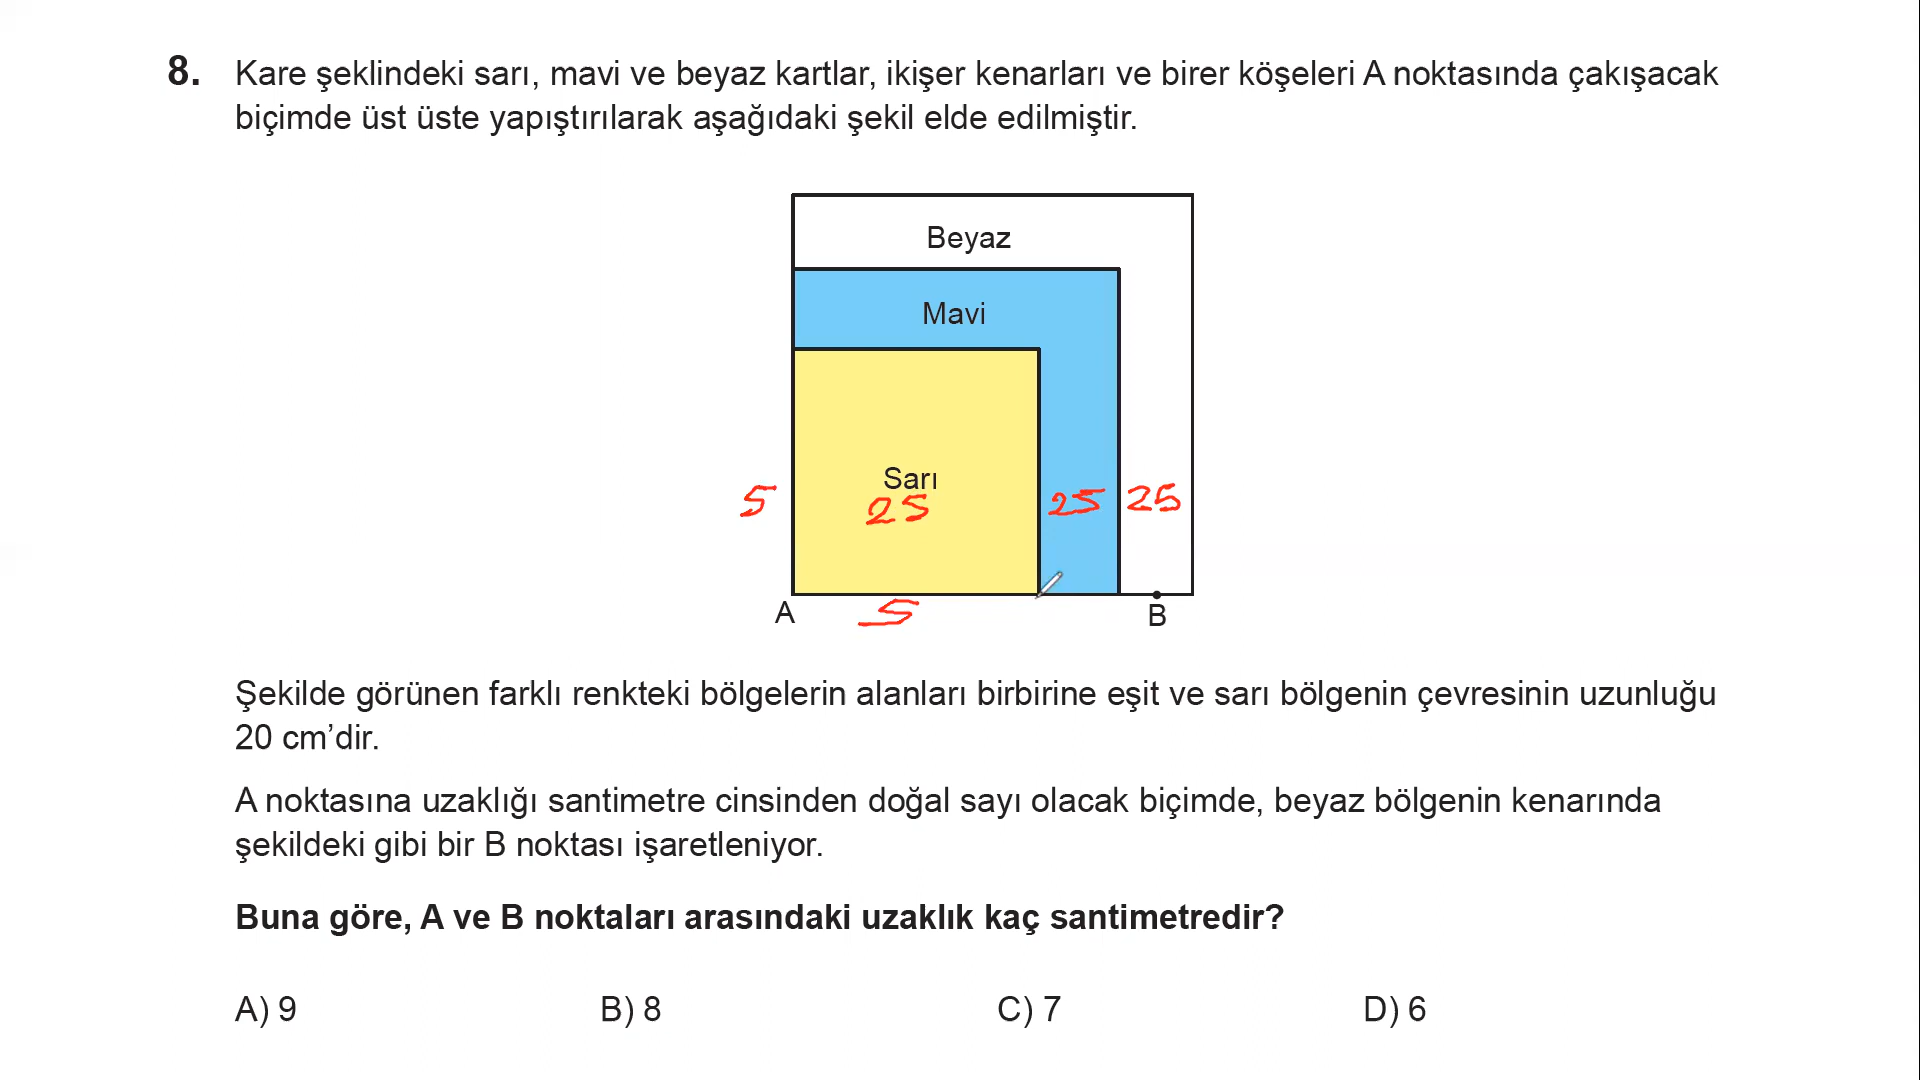 8. Kare şeklindeki sarı, mavi ve beyaz kartlar, ikişer kenarları ve birer köşeleri A noktasında çakışacak
biçimde üst üste yapıştırılarak aşağıdaki şekil elde edilmiştir.
Beyaz
Mavi
Sarı
5 25 25 25
A 5 B
Şekilde görünen farklı renkteki bölgelerin alanları birbirine eşit ve sarı bölgenin çevresinin uzunluğu
20 cm’dir.
A noktasına uzaklığı santimetre cinsinden doğal sayı olacak biçimde, beyaz bölgenin kenarında
şekildeki gibi bir B noktası işaretleniyor.
Buna göre, A ve B noktaları arasındaki uzaklık kaç santimetredir?
A) 9 B) 8 C) 7 D) 6